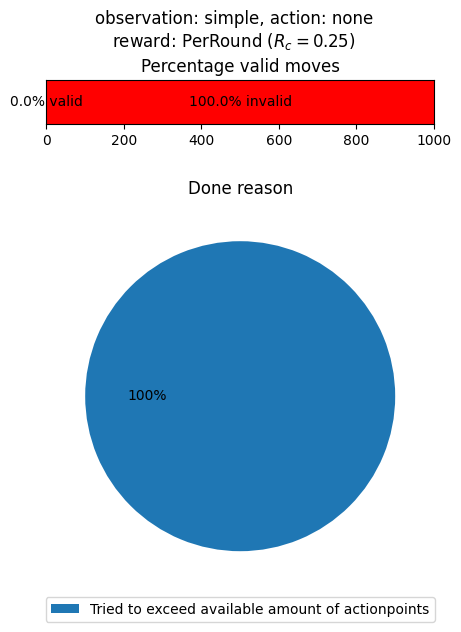 observation: simple, action: none
reward: PerRound ($R_c = 0.25$)
Percentage valid moves
0.0% valid 100.0% invalid
0 200 400 600 800 1000
Done reason
100%
Tried to exceed available amount of actionpoints